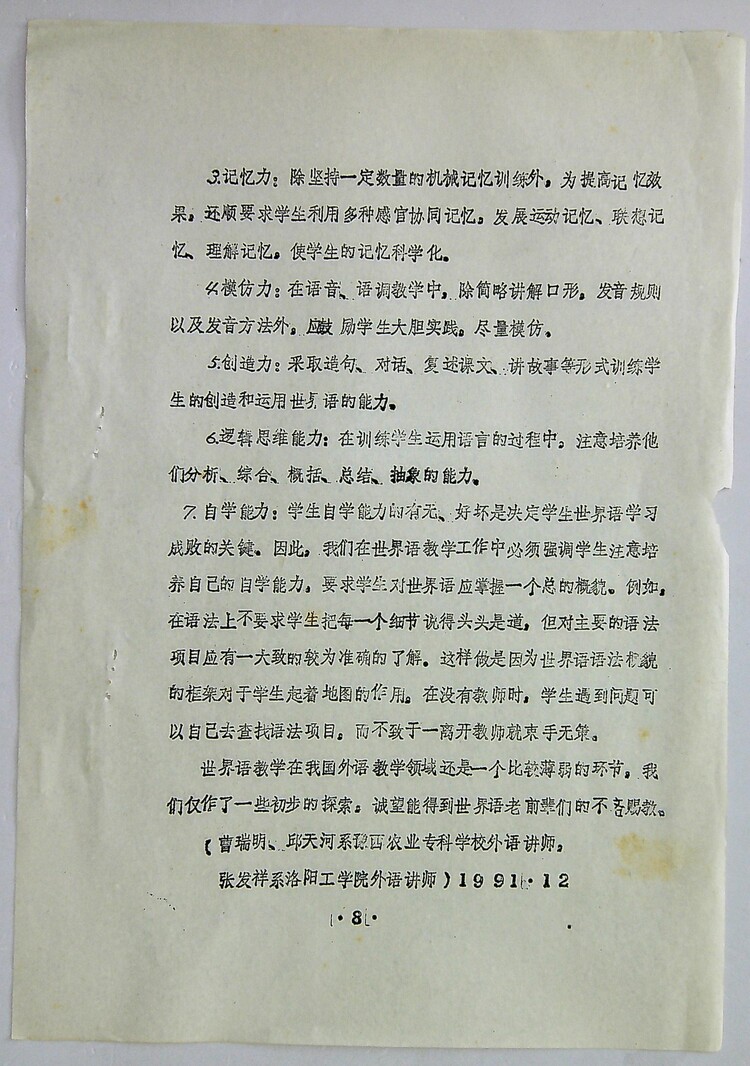 3.记忆力：除坚持一定数量的机械记忆训练外，为提高记忆效
果，还顺要求学生利用多种感官协同记忆，发展运动记忆、联想记
忆、理解记忆，使学生的记忆科学化。
4.模仿力：在语音、语调教学中，除简略讲解口形，发音规则
以及发音方法外，应鼓励学生大胆实践，尽量模仿。
5.创造力：采取造句、对话、复述课文、讲故事等形式训练学
生的创造和运用世界语的能力。
6.逻辑思维能力：在训练学生运用语言的过程中，注意培养他
们分析、综合、概括、总结、抽象的能力。
7.自学能力：学生自学能力的有无、好坏是决定学生世界语学习
成败的关键。因此，我们在世界语教学工作中必须强调学生注意培
养自己的自学能力，要求学生对世界语应掌握一个总的概貌。例如，
在语法上不要求学生把每一个细节说得头头是道，但对主要的语法
项目应有一大致的较为准确的了解。这样做是因为世界语语法概貌
的框架对于学生起着地图的作用。在没有教师时，学生遇到问题可
以自己去查找语法项目，而不致于一离开教师就束手无策。
世界语教学在我国外语教学领域还是一个比较薄弱的环节，我
们仅作了一些初步的探索。诚望能得到世界语老前辈们的不吝赐教。
（曹瑞明、邱天河系豫西农业专科学校外语讲师，
张发祥系洛阳工学院外语讲师）1991·12
·8·